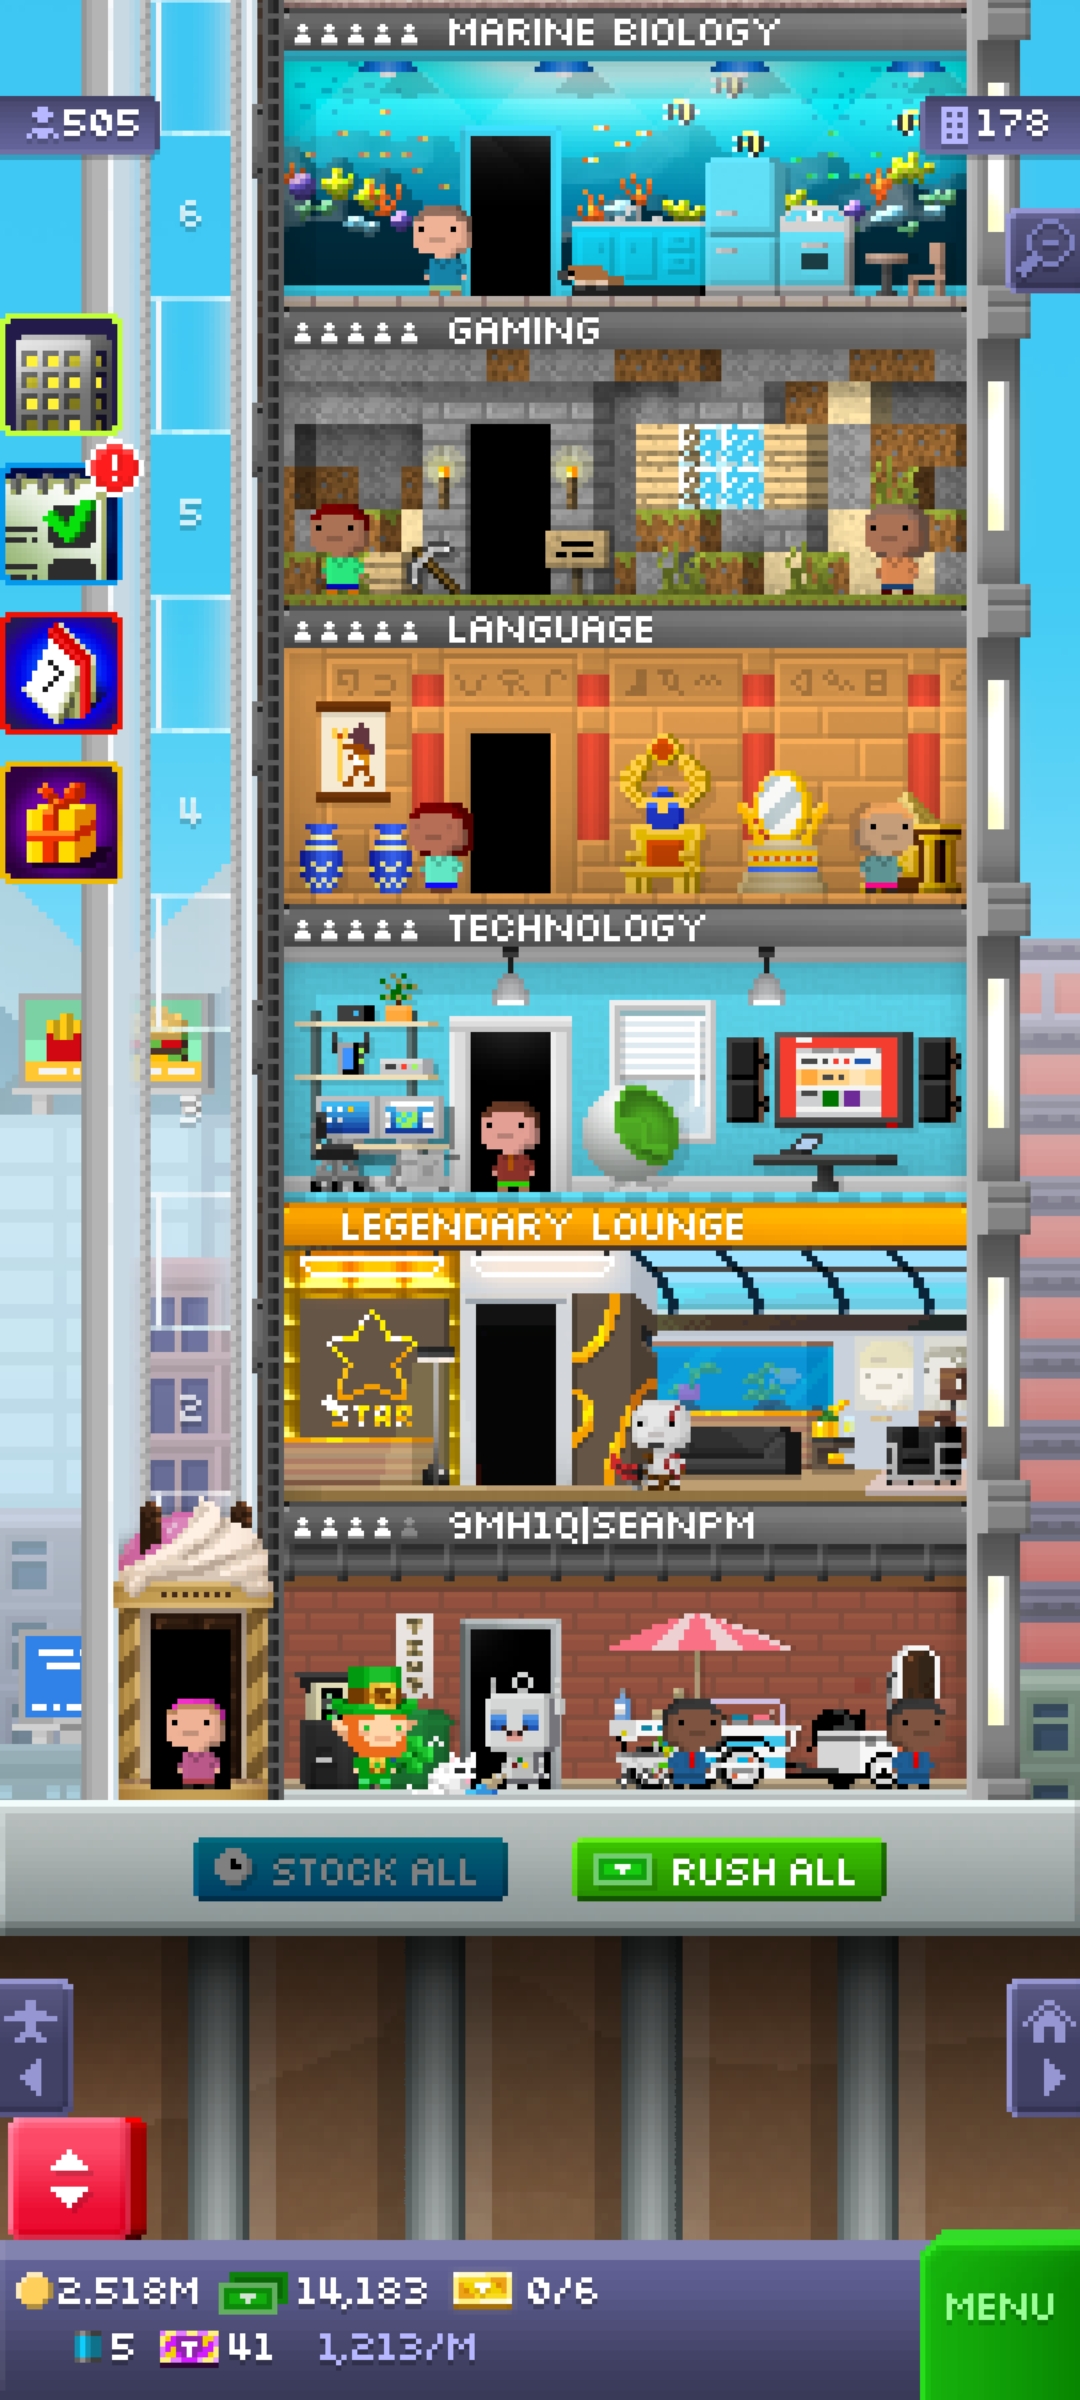 MARINE BIOLOGY
505
178
6
GAMING
5
LANGUAGE
4
TECHNOLOGY
3
LEGENDARY LOUNGE
STAR
2
9MH1Q|SEANPM
STOCK ALL
RUSH ALL
2.518M 14,183 0/6
MENU
5 41 1,213/M